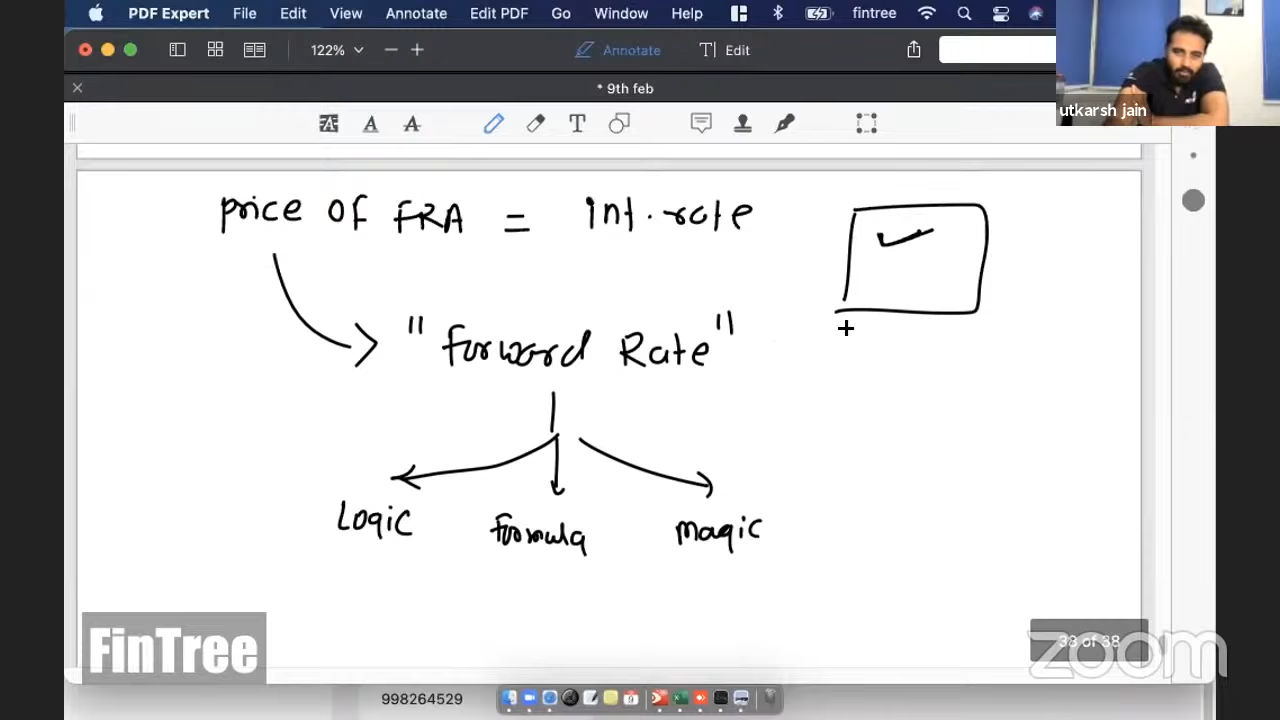 PDF Expert File Edit View Annotate Edit PDF Go Window Help fintree
122% Annotate T| Edit
* 9th feb
utkarsh jain
price of FRA = int. rate
"forward Rate"
Logic formula magic
FinTree
38 of 38
zoom
998264529